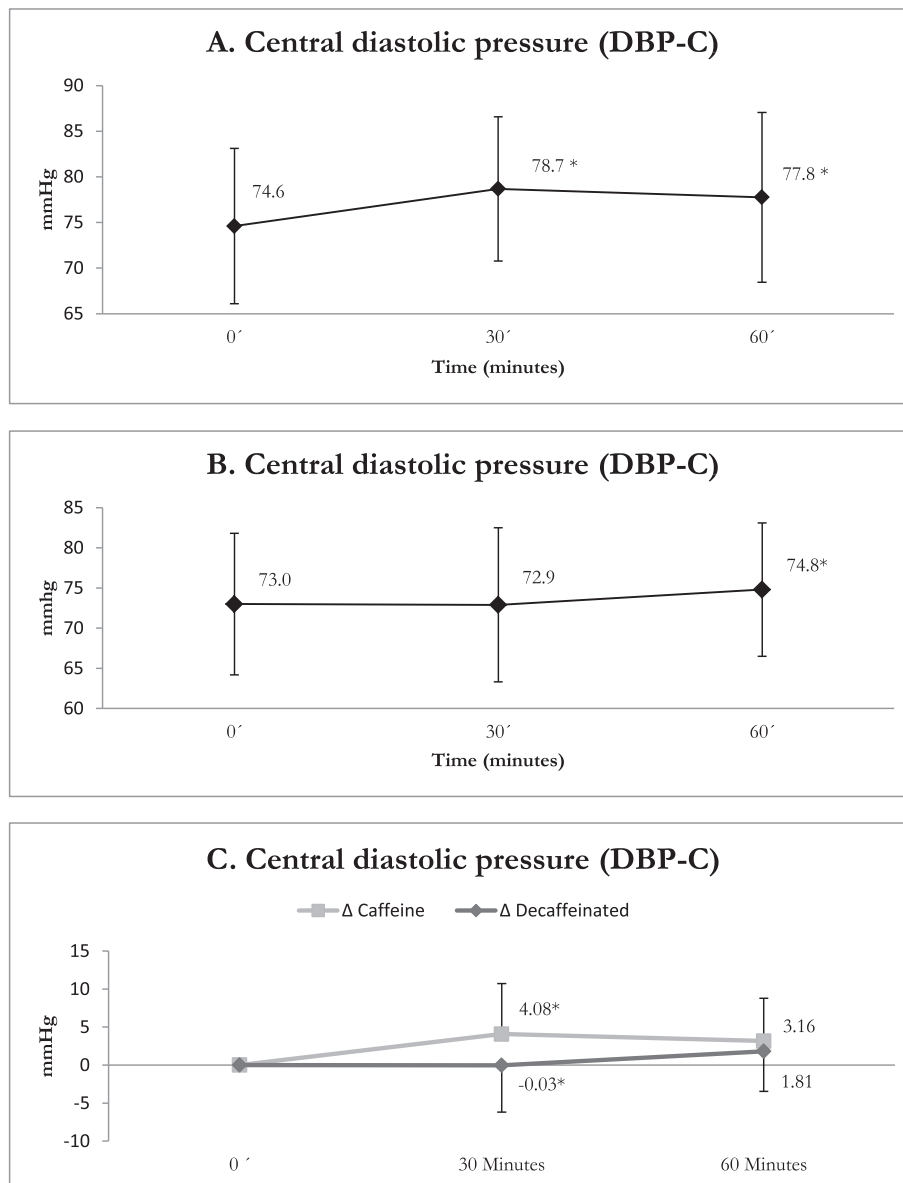 A. Central diastolic pressure (DBP-C)
90
85
80
75
70
65
mmHg
74.6
78.7 *
77.8 *
0´
30´
60´
Time (minutes)
B. Central diastolic pressure (DBP-C)
85
80
75
70
65
60
mmhg
73.0
72.9
74.8*
0´
30´
60´
Time (minutes)
C. Central diastolic pressure (DBP-C)
Δ Caffeine
Δ Decaffeinated
15
10
5
0
-5
-10
mmHg
4.08*
3.16
-0.03*
1.81
0 ´
30 Minutes
60 Minutes